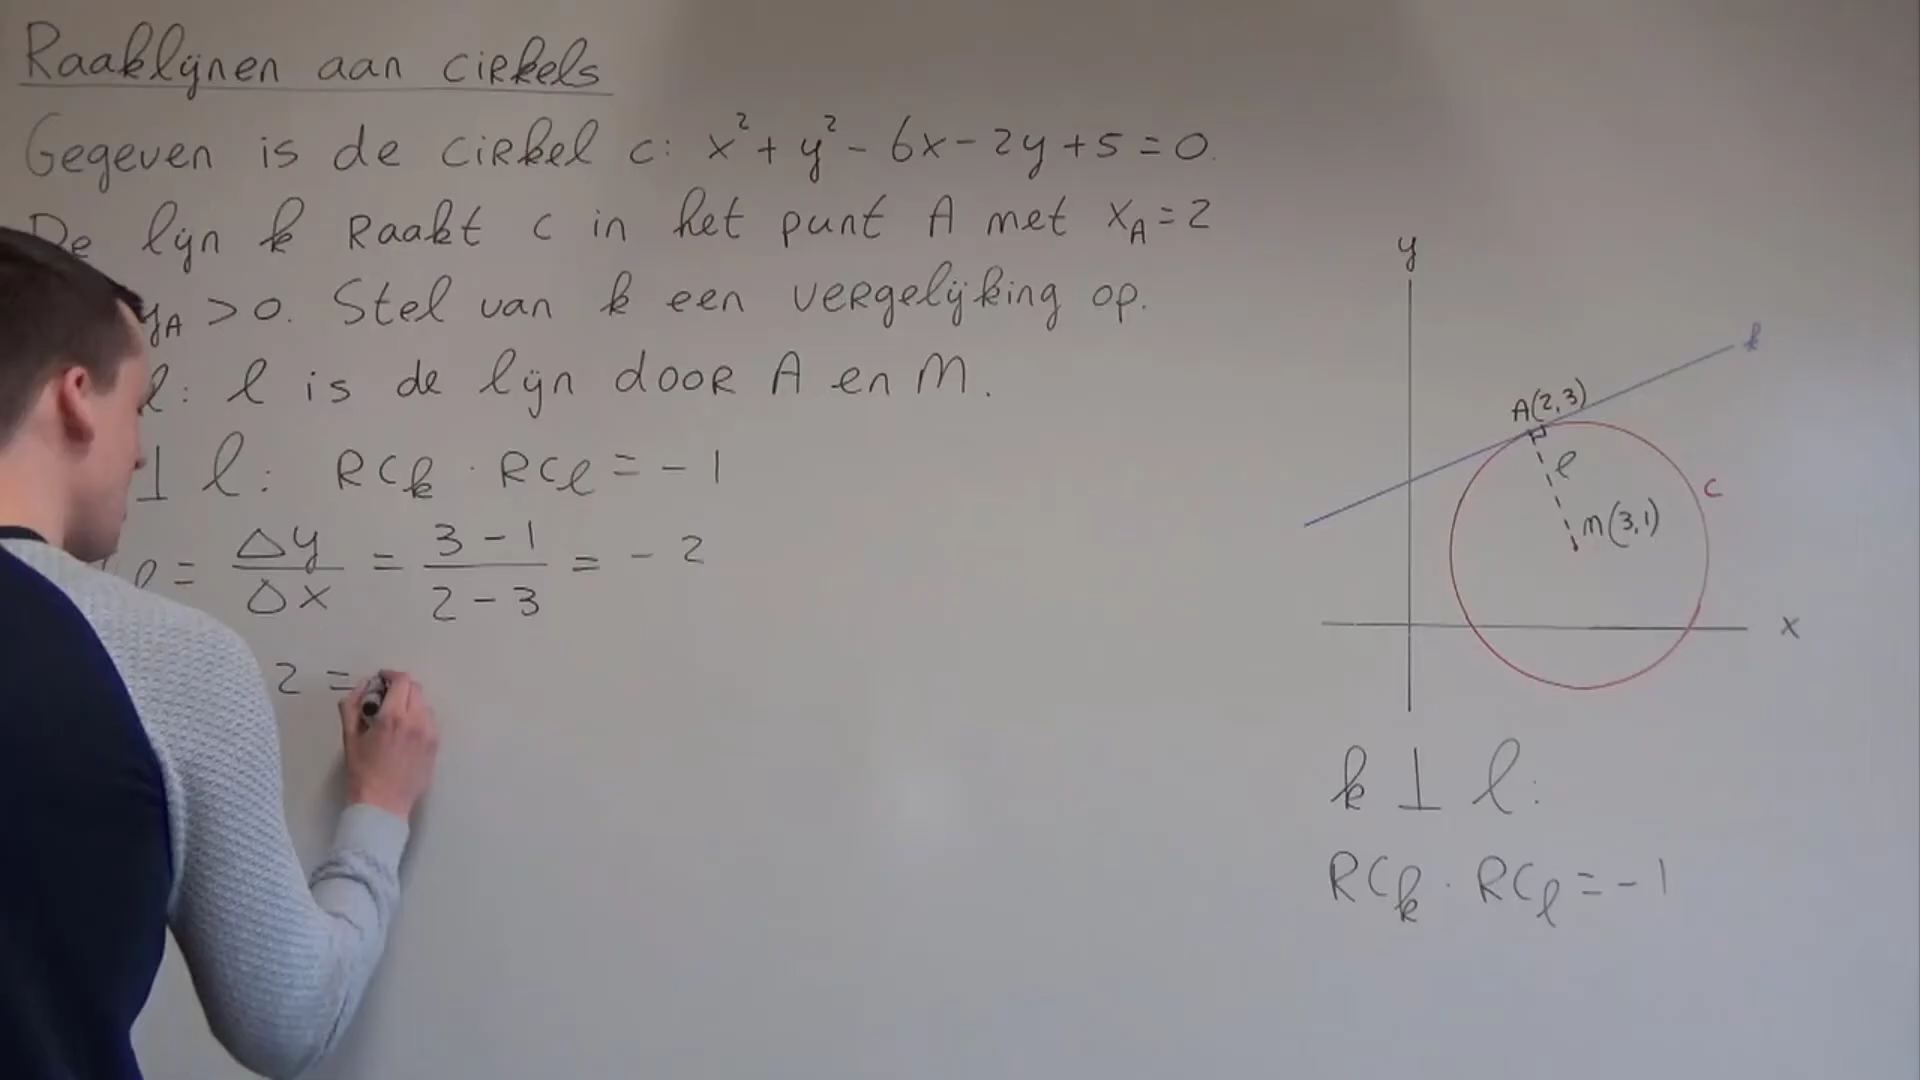 Raaklijnen aan cirkels
Gegeven is de cirkel c: x² + y² - 6x - 2y + 5 = 0.
De lijn k Raakt c in het punt A met x_A = 2
y_A > 0. Stel van k een vergelijking op.
l: l is de lijn door A en M.
⊥ l: RC_k · RC_l = -1
l = Δy/Δx = (3 - 1)/(2 - 3) = - 2
2 =
y
k
A(2,3)
l
c
M(3,1)
x
k ⊥ l:
RC_k · RC_l = -1